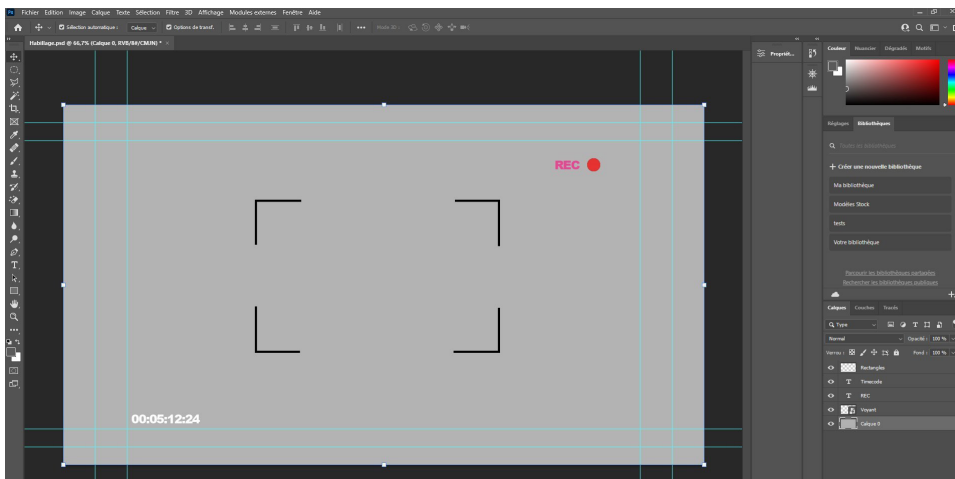 Ps Fichier Edition Image Calque Texte Sélection Filtre 3D Affichage Modules externes Fenêtre Aide
Sélection automatique : Calque Options de transf. Mode 3D :
Habillage.psd @ 66,7% (Calque 0, RVB/8#/CMJN) *
Propriét...
Couleur Nuancier Dégradés Motifs
Réglages Bibliothèques
Créer une nouvelle bibliothèque
Ma bibliothèque
Modèles Stock
tests
Votre bibliothèque
Parcourir les bibliothèques partagées
Rechercher les bibliothèques publiques
REC
00:05:12:24
Calques Couches Tracés
Type
Normal Opacité : 100 %
Verrou : Fond : 100 %
Rectangles
T Timecode
T REC
Voyant
Calque 0